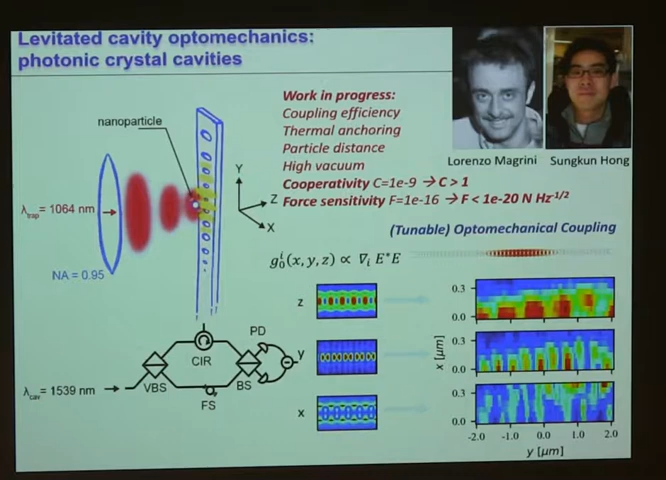 Levitated cavity optomechanics:
photonic crystal cavities
Work in progress:
Coupling efficiency
Thermal anchoring
Particle distance
High vacuum
Cooperativity C=1e-9 → C > 1
Force sensitivity F=1e-16 → F < 1e-20 N Hz^-1/2
Lorenzo Magrini
Sungkun Hong
nanoparticle
Y
Z
X
λ_trap = 1064 nm
NA = 0.95
(Tunable) Optomechanical Coupling
g₀ⁱ(x,y,z) ∝ ∇ᵢ E*E
z
y
x
0.3
0.0
0.3
0.0
0.3
0.0
x [μm]
-2.0 -1.0 0.0 1.0 2.0
y [μm]
PD
CIR
VBS
BS
FS
λ_cav = 1539 nm